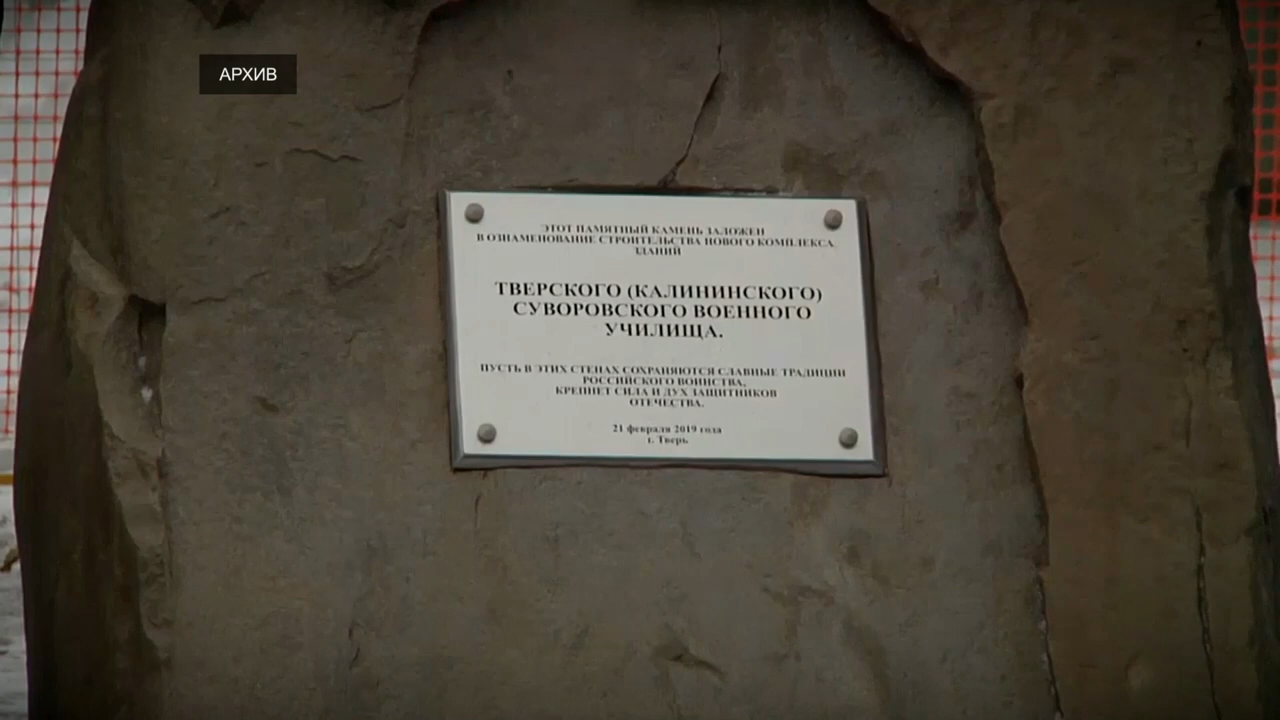 АРХИВ
ЭТОТ ПАМЯТНЫЙ КАМЕНЬ ЗАЛОЖЕН
В ОЗНАМЕНОВАНИЕ СТРОИТЕЛЬСТВА НОВОГО КОМПЛЕКСА
ЗДАНИЙ
ТВЕРСКОГО (КАЛИНИНСКОГО)
СУВОРОВСКОГО ВОЕННОГО
УЧИЛИЩА.
ПУСТЬ В ЭТИХ СТЕНАХ СОХРАНЯЮТСЯ СЛАВНЫЕ ТРАДИЦИИ
РОССИЙСКОГО ВОИНСТВА,
КРЕПНЕТ СИЛА И ДУХ ЗАЩИТНИКОВ
ОТЕЧЕСТВА.
21 февраля 2019 года
г. Тверь